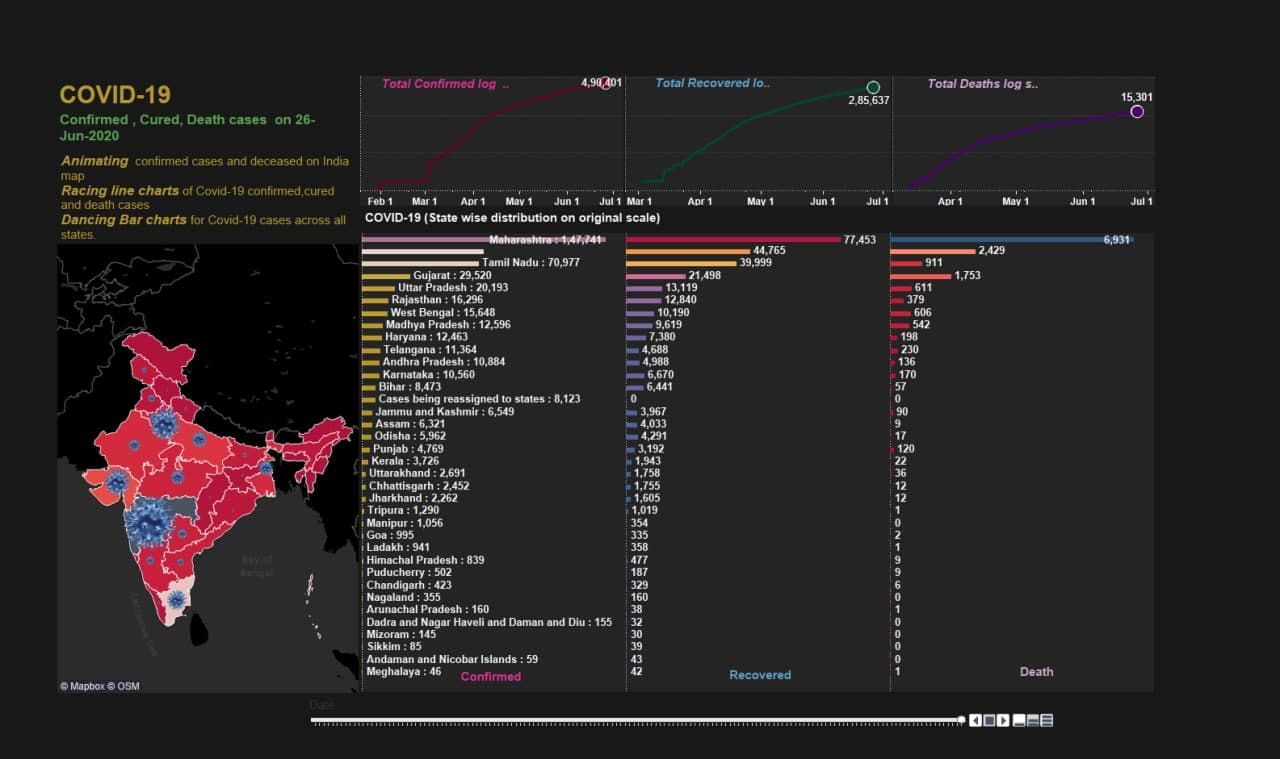 COVID-19
Confirmed , Cured, Death cases on 26-
Jun-2020
Animating confirmed cases and deceased on India
map
Racing line charts of Covid-19 confirmed,cured
and death cases
Dancing Bar charts for Covid-19 cases across all
states.
Total Confirmed log ..
4,90,401
Feb 1 Mar 1 Apr 1 May 1 Jun 1 Jul 1
Total Recovered lo..
2,85,637
Mar 1 Apr 1 May 1 Jun 1 Jul 1
Total Deaths log s..
15,301
Apr 1 May 1 Jun 1 Jul 1
COVID-19 (State wise distribution on original scale)
Maharashtra : 1,47,741 77,453 6,931
44,765 2,429
Tamil Nadu : 70,977 39,999 911
Gujarat : 29,520 21,498 1,753
Uttar Pradesh : 20,193 13,119 611
Rajasthan : 16,296 12,840 379
West Bengal : 15,648 10,190 606
Madhya Pradesh : 12,596 9,619 542
Haryana : 12,463 7,380 198
Telangana : 11,364 4,688 230
Andhra Pradesh : 10,884 4,988 136
Karnataka : 10,560 6,670 170
Bihar : 8,473 6,441 57
Cases being reassigned to states : 8,123 0 0
Jammu and Kashmir : 6,549 3,967 90
Assam : 6,321 4,033 9
Odisha : 5,962 4,291 17
Punjab : 4,769 3,192 120
Kerala : 3,726 1,943 22
Uttarakhand : 2,691 1,758 36
Chhattisgarh : 2,452 1,755 12
Jharkhand : 2,262 1,605 12
Tripura : 1,290 1,019 1
Manipur : 1,056 354 0
Goa : 995 335 2
Ladakh : 941 358 1
Himachal Pradesh : 839 477 9
Puducherry : 502 187 9
Chandigarh : 423 329 6
Nagaland : 355 160 0
Arunachal Pradesh : 160 38 1
Dadra and Nagar Haveli and Daman and Diu : 155 32 0
Mizoram : 145 30 0
Sikkim : 85 39 0
Andaman and Nicobar Islands : 59 43 0
Meghalaya : 46 42 1
Confirmed Recovered Death
Bay of
Bengal
Laccadive Sea
© Mapbox © OSM
Date